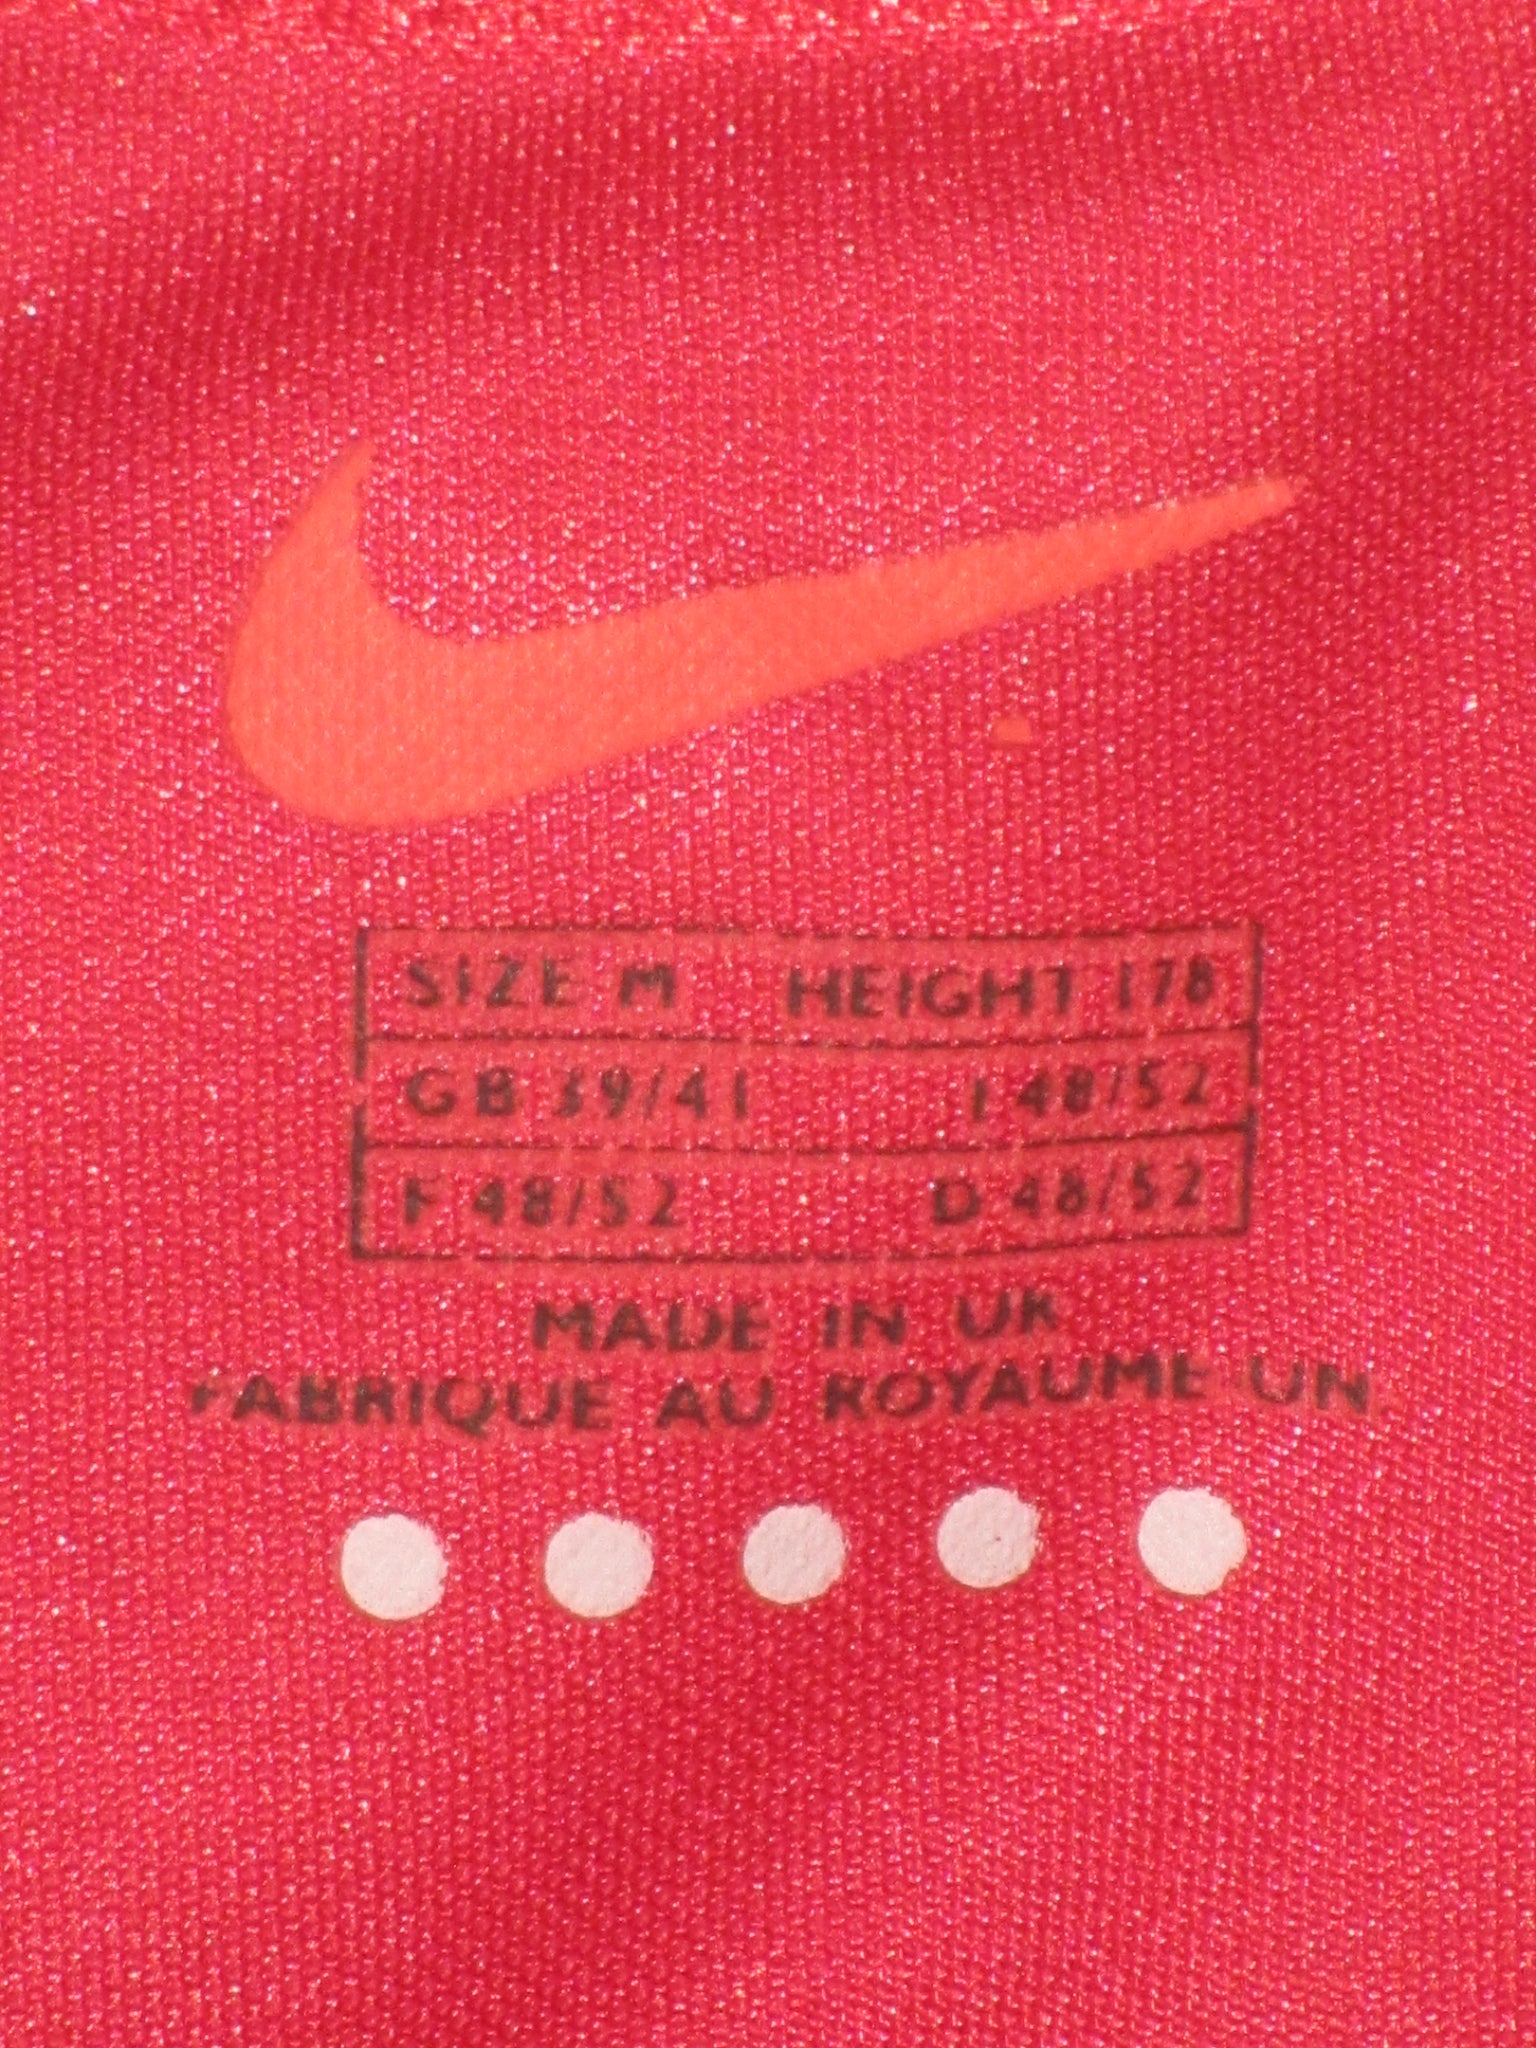 SIZE M HEIGHT 178
GB 39/41 I 48/52
F 48/52 D 48/52
MADE IN UK
FABRIQUE AU ROYAUME UN